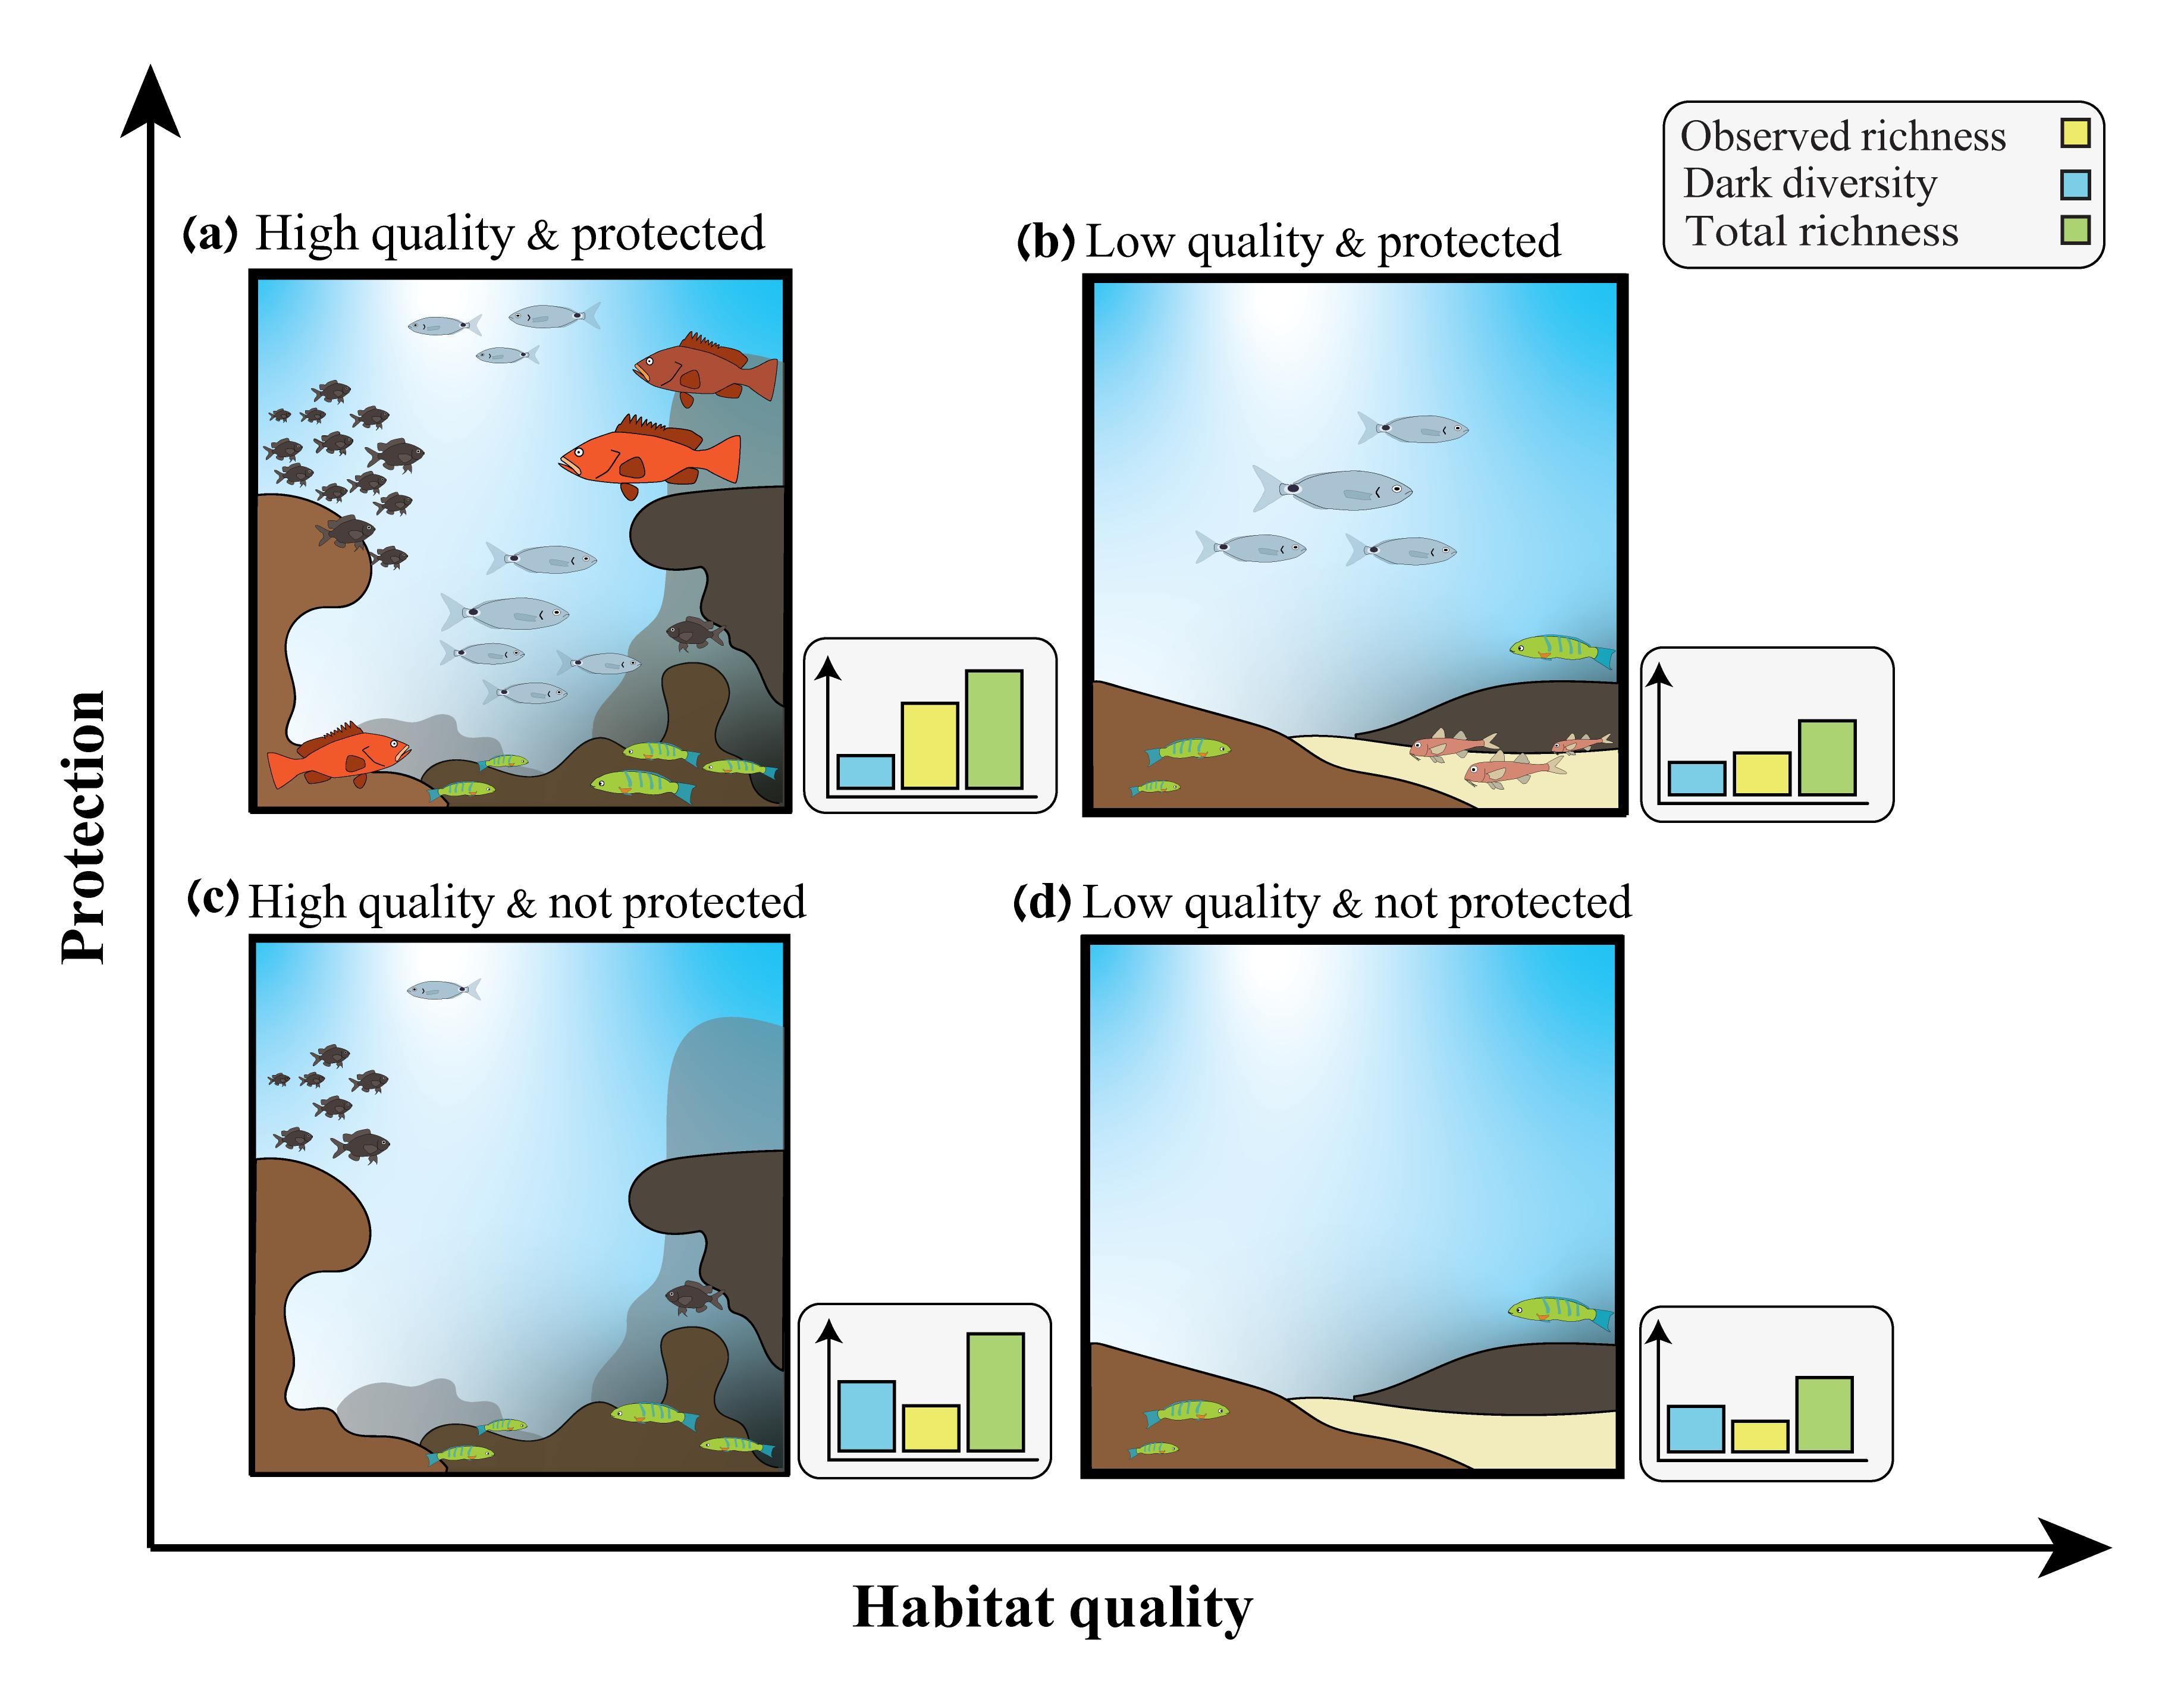 Observed richness
Dark diversity
Total richness
(a) High quality & protected
(b) Low quality & protected
Protection
(c) High quality & not protected
(d) Low quality & not protected
Habitat quality